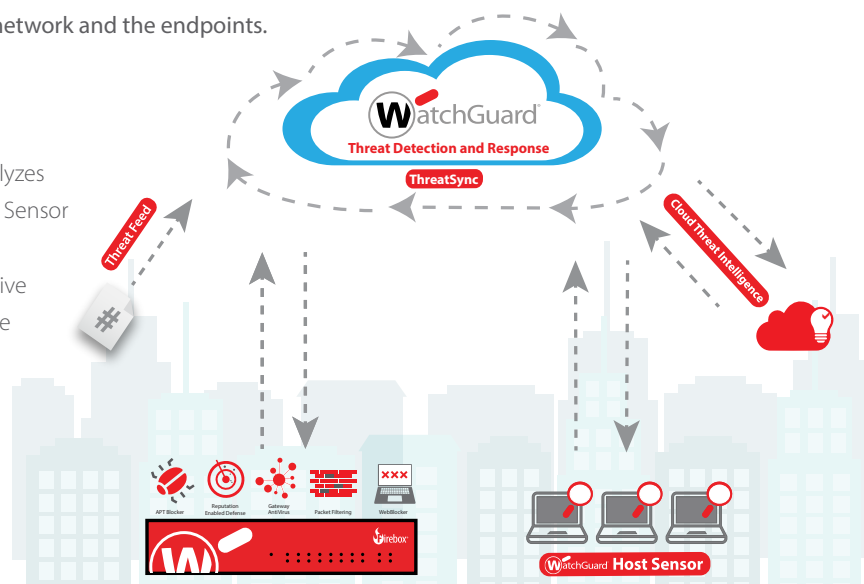 network and the endpoints.
WatchGuard
Threat Detection and Response
ThreatSync
lyzes
Sensor
ive
e
Threat Feed
#
Cloud Threat Intelligence
APT Blocker
Reputation
Enabled Defense
Gateway
AntiVirus
Packet Filtering
WebBlocker
xxx
W
Firebox
WatchGuard Host Sensor